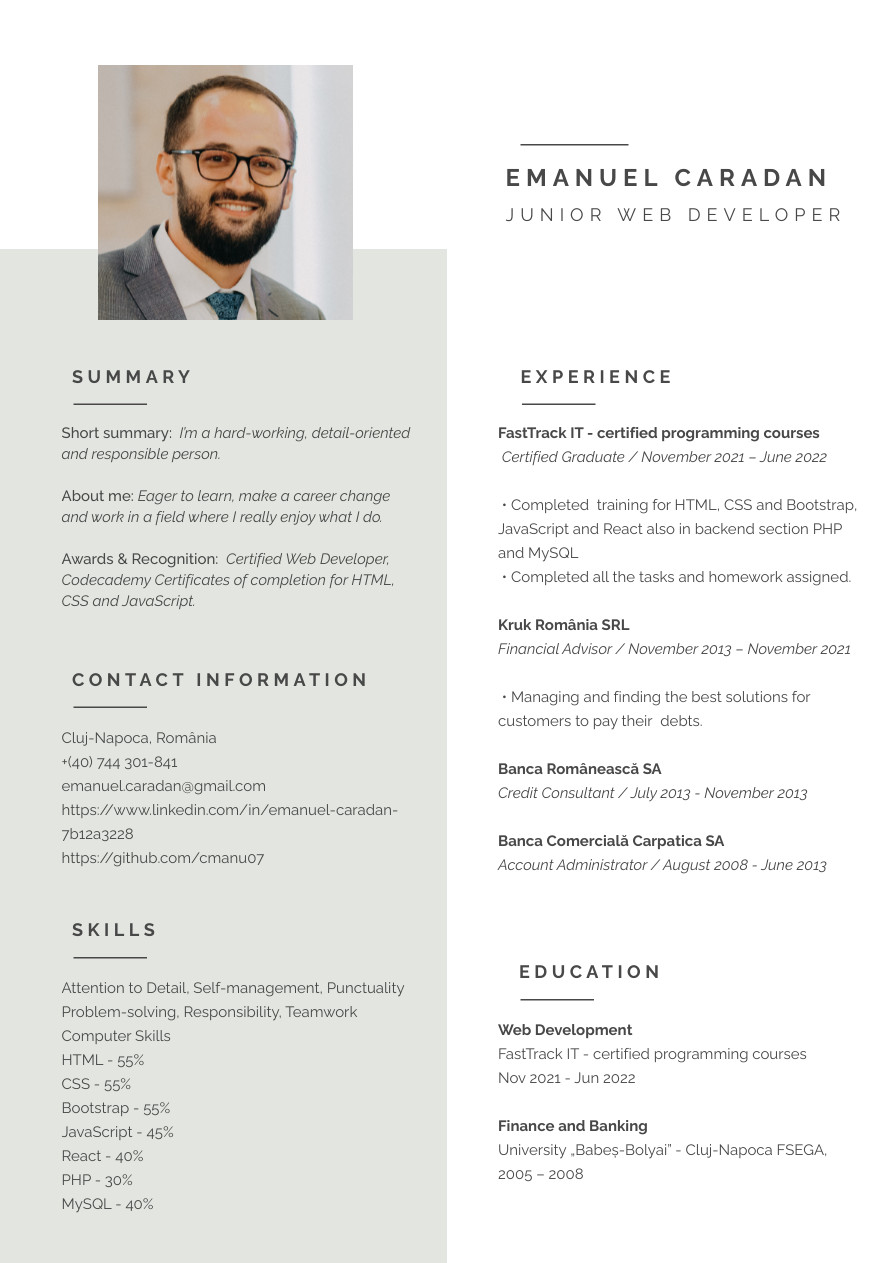 EMANUEL CARADAN
JUNIOR WEB DEVELOPER
SUMMARY
Short summary: I'm a hard-working, detail-oriented
and responsible person.
About me: Eager to learn, make a career change
and work in a field where I really enjoy what I do.
Awards & Recognition: Certified Web Developer,
Codecademy Certificates of completion for HTML,
CSS and JavaScript.
CONTACT INFORMATION
Cluj-Napoca, România
+(40) 744 301-841
emanuel.caradan@gmail.com
https://www.linkedin.com/in/emanuel-caradan-
7b12a3228
https://github.com/cmanu07
SKILLS
Attention to Detail, Self-management, Punctuality
Problem-solving, Responsibility, Teamwork
Computer Skills
HTML - 55%
CSS - 55%
Bootstrap - 55%
JavaScript - 45%
React - 40%
PHP - 30%
MySQL - 40%
EXPERIENCE
FastTrack IT - certified programming courses
Certified Graduate / November 2021 – June 2022
• Completed  training for HTML, CSS and Bootstrap,
JavaScript and React also in backend section PHP
and MySQL
• Completed all the tasks and homework assigned.
Kruk România SRL
Financial Advisor / November 2013 – November 2021
• Managing and finding the best solutions for
customers to pay their  debts.
Banca Românească SA
Credit Consultant / July 2013 - November 2013
Banca Comercială Carpatica SA
Account Administrator / August 2008 - June 2013
EDUCATION
Web Development
FastTrack IT - certified programming courses
Nov 2021 - Jun 2022
Finance and Banking
University „Babeș-Bolyai” - Cluj-Napoca FSEGA,
2005 – 2008